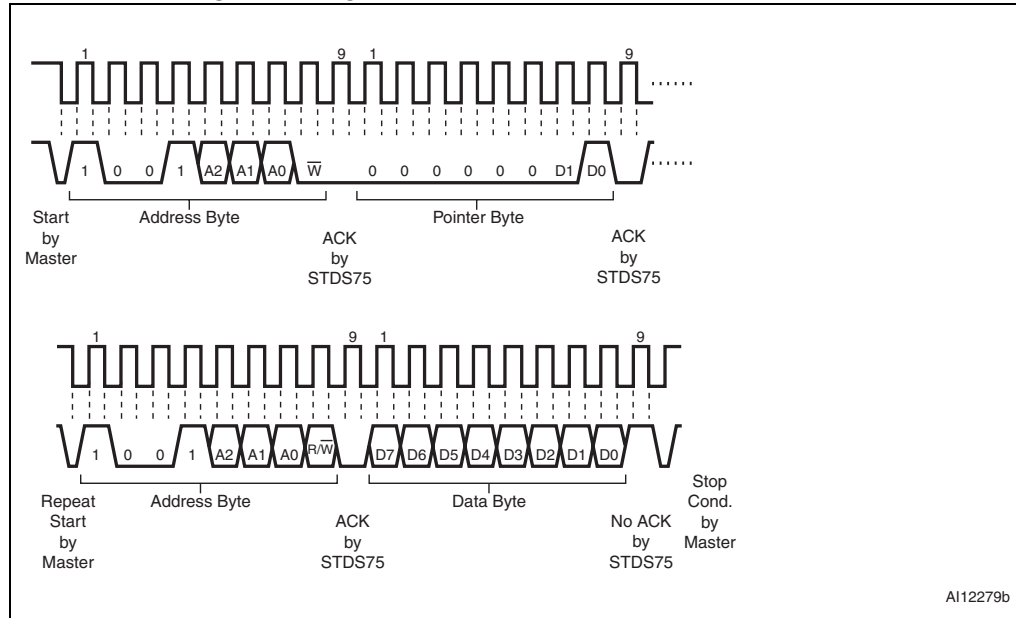 1 9 1 9
1 0 0 1 A2 A1 A0 W̅ 0 0 0 0 0 0 D1 D0
Start by Master
Address Byte
ACK by STDS75
Pointer Byte
ACK by STDS75
1 9 1 9
1 0 0 1 A2 A1 A0 R/W̅ D7 D6 D5 D4 D3 D2 D1 D0
Repeat Start by Master
Address Byte
ACK by STDS75
Data Byte
No ACK by STDS75
Stop Cond. by Master
AI12279b